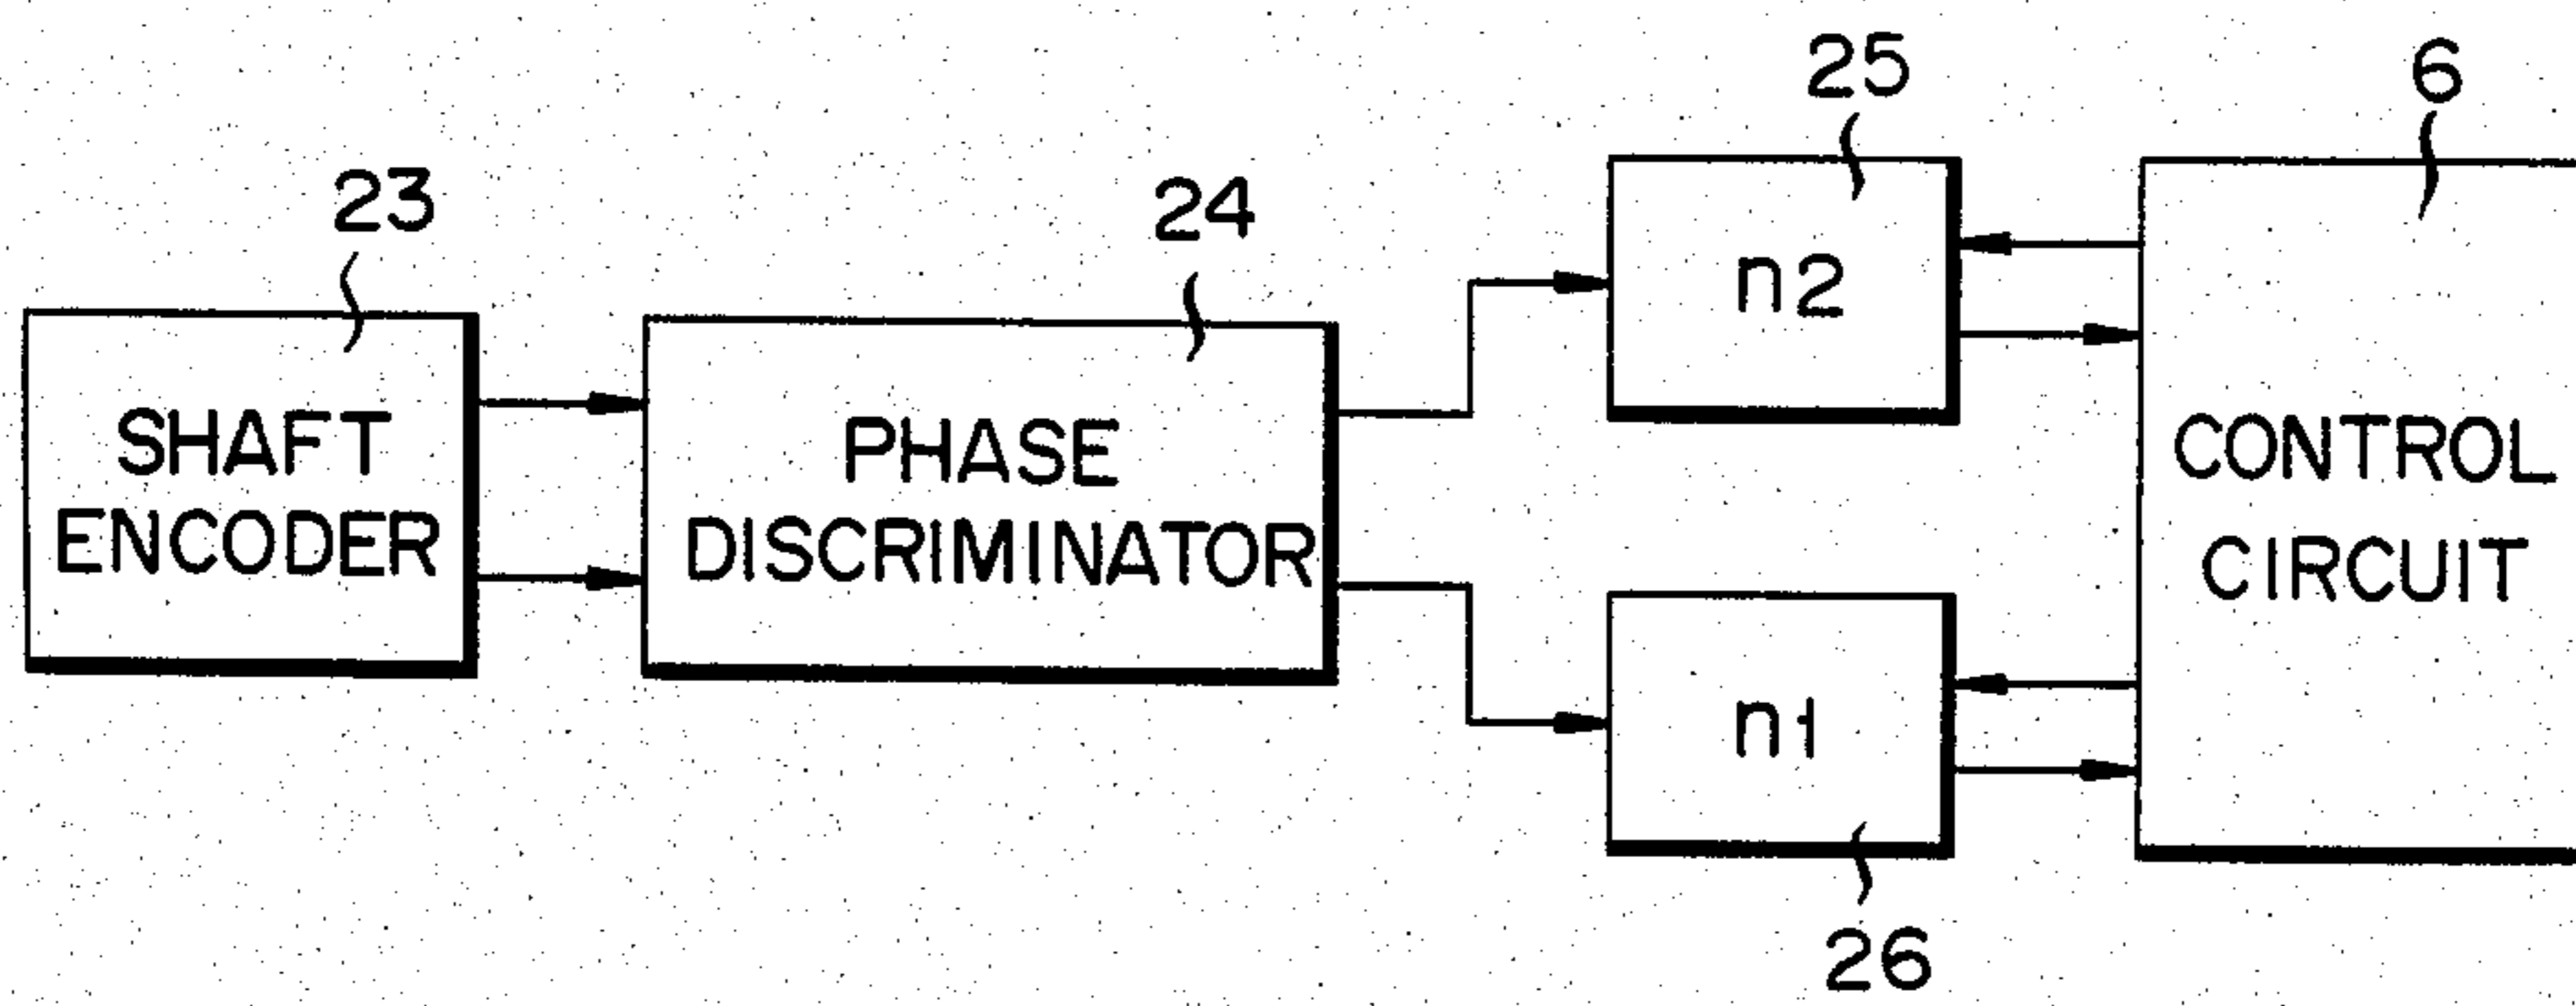 23
SHAFT
ENCODER
24
PHASE
DISCRIMINATOR
25
n2
n1
26
6
CONTROL
CIRCUIT